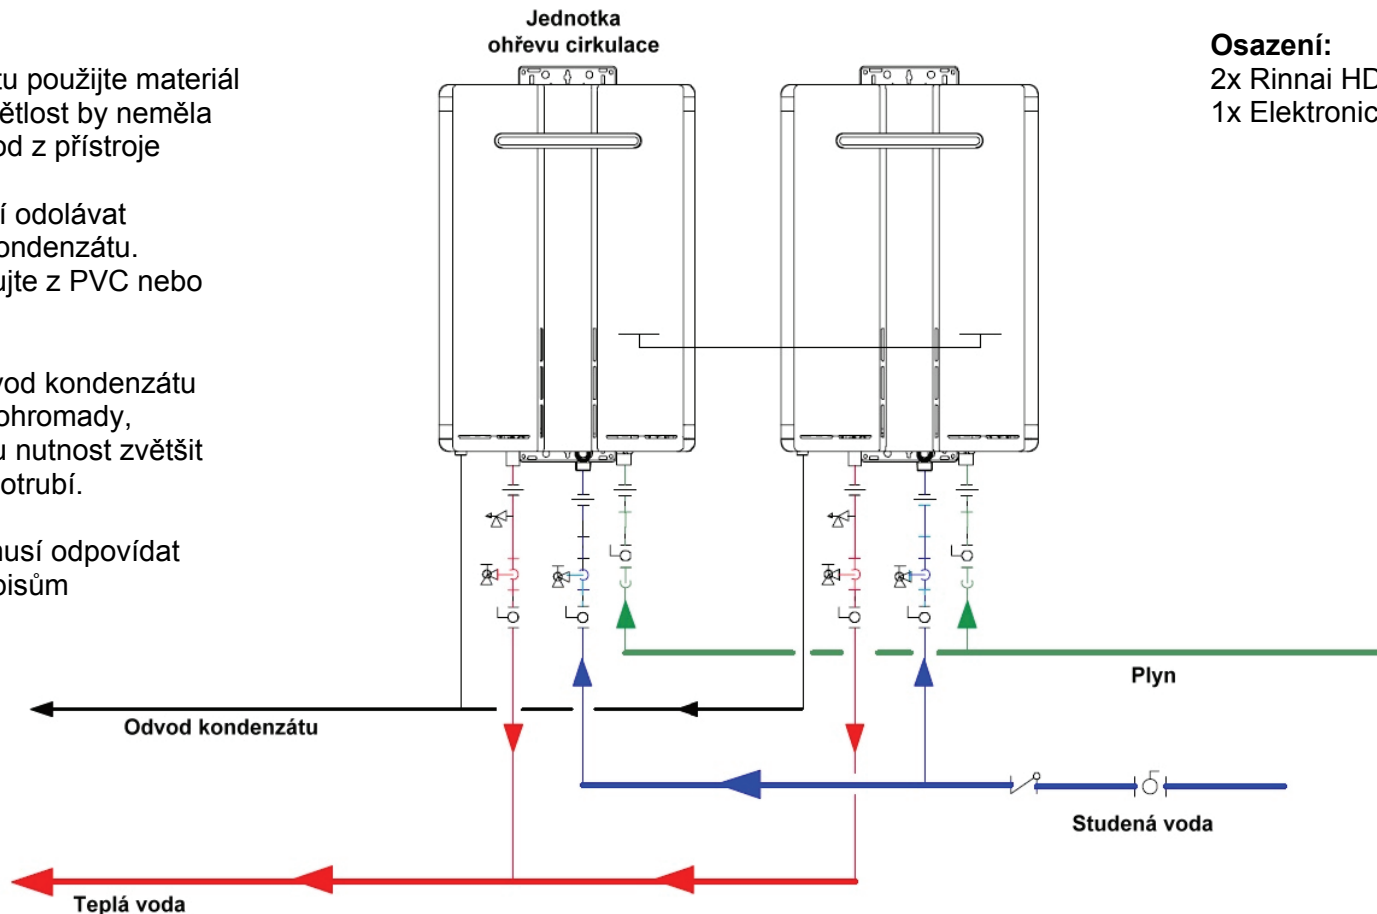 Jednotka
ohřevu cirkulace
tu použijte materiál
ětlost by neměla
od z přístroje
í odolávat
ondenzátu.
ujte z PVC nebo
vod kondenzátu
ohromady,
u nutnost zvětšit
otrubí.
nusí odpovídat
pisům
Osazení:
2x Rinnai HD
1x Elektronic
Plyn
Odvod kondenzátu
Studená voda
Teplá voda